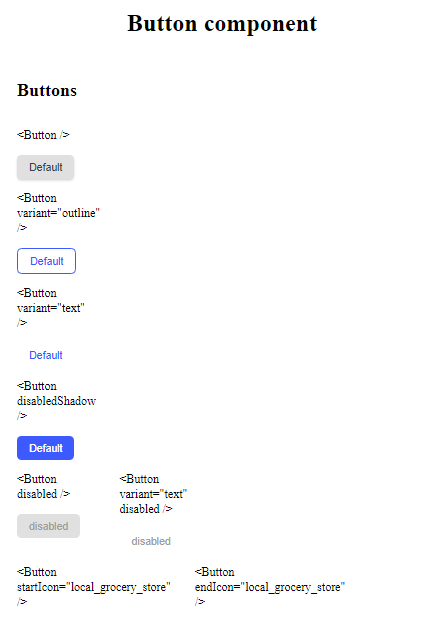 Button component
Buttons
<Button />
Default
<Button
variant="outline"
/>
Default
<Button
variant="text"
/>
Default
<Button
disabledShadow
/>
Default
<Button
disabled />
disabled
<Button
variant="text"
disabled />
disabled
<Button
startIcon="local_grocery_store"
/>
<Button
endIcon="local_grocery_store"
/>